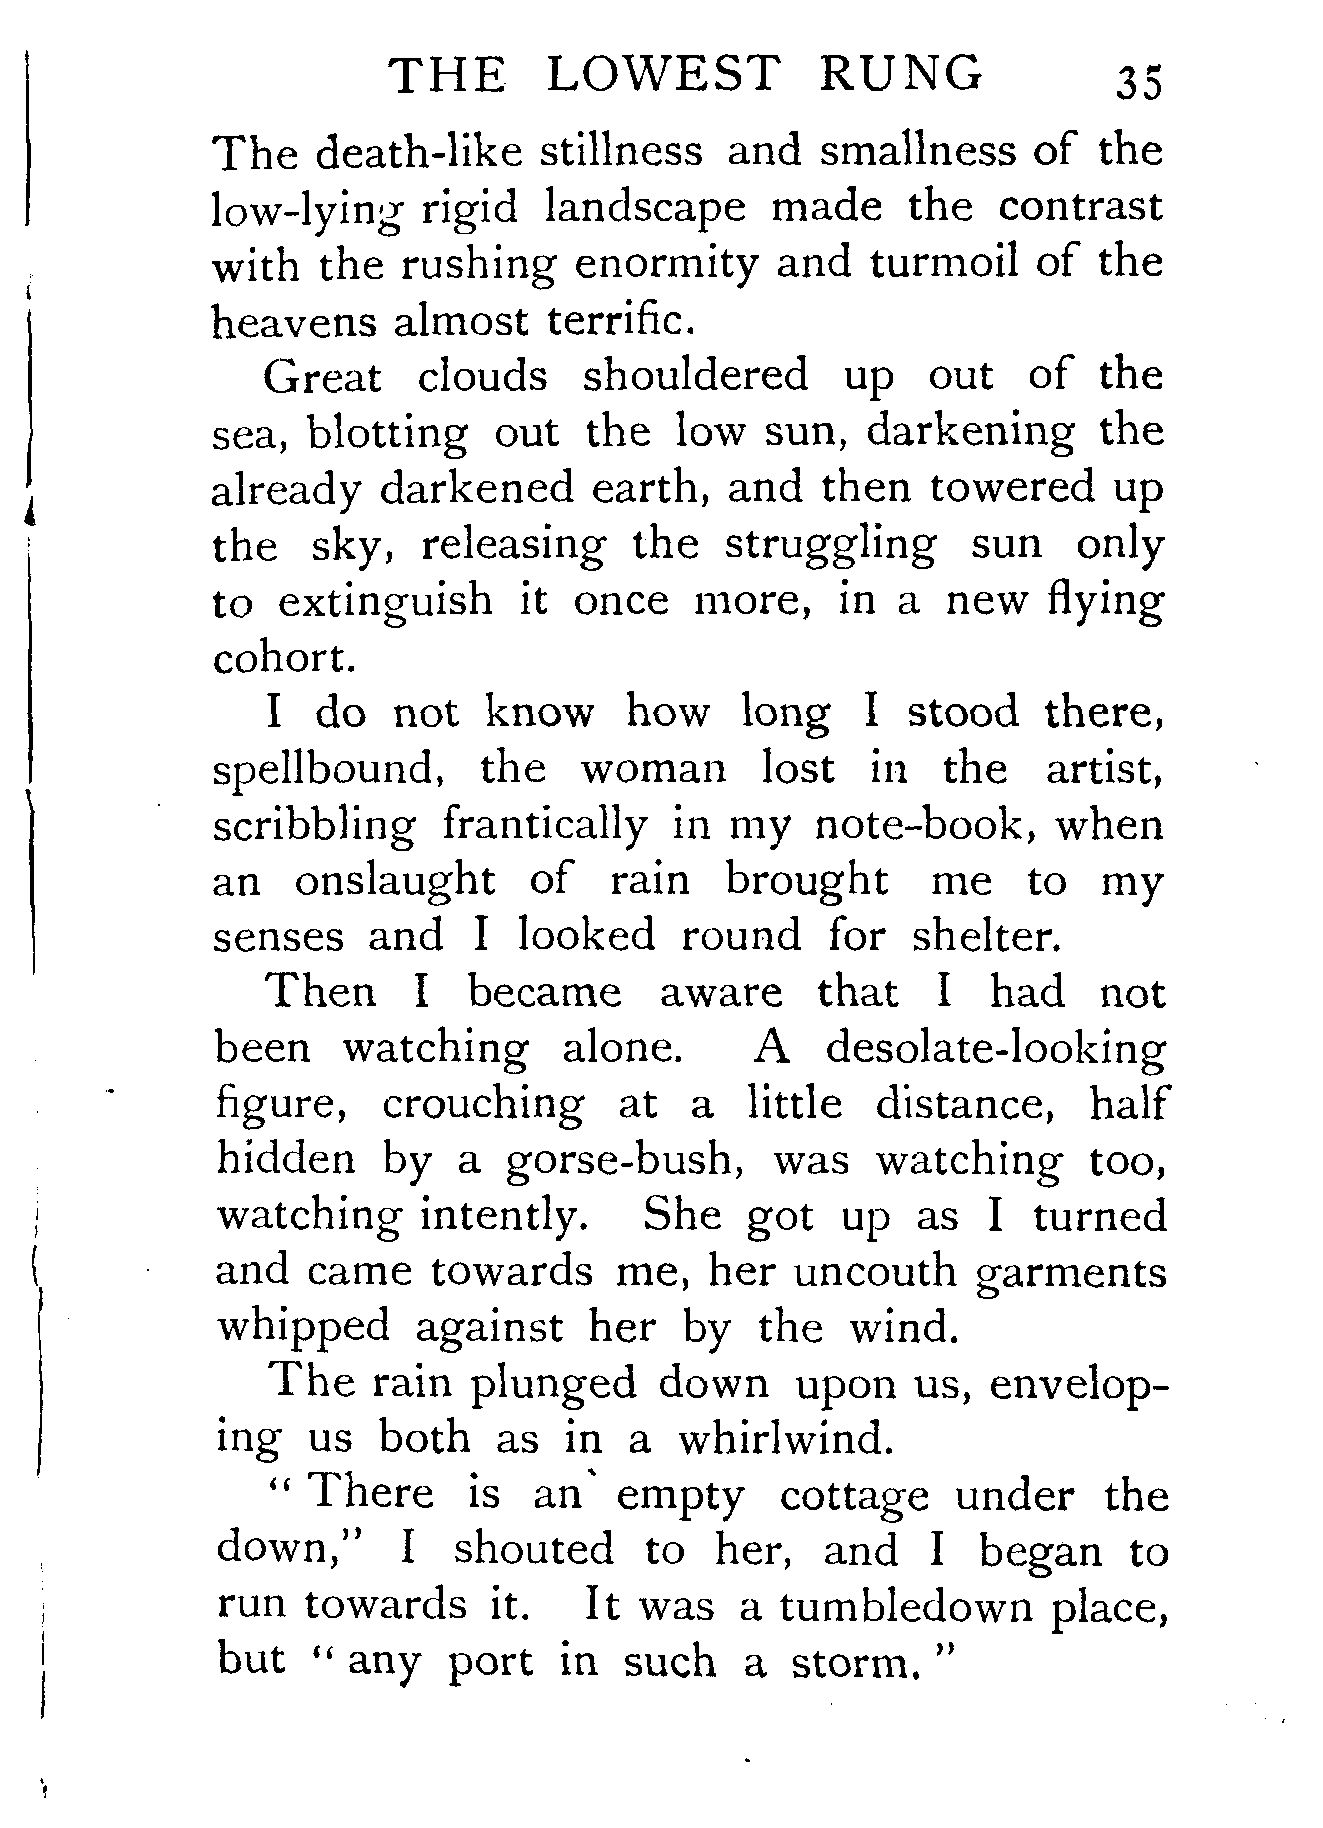 THE LOWEST RUNG 35
The death-like stillness and smallness of the
low-lying rigid landscape made the contrast
with the rushing enormity and turmoil of the
heavens almost terrific.
Great clouds shouldered up out of the
sea, blotting out the low sun, darkening the
already darkened earth, and then towered up
the sky, releasing the struggling sun only
to extinguish it once more, in a new flying
cohort.
I do not know how long I stood there,
spellbound, the woman lost in the artist,
scribbling frantically in my note-book, when
an onslaught of rain brought me to my
senses and I looked round for shelter.
Then I became aware that I had not
been watching alone. A desolate-looking
figure, crouching at a little distance, half
hidden by a gorse-bush, was watching too,
watching intently. She got up as I turned
and came towards me, her uncouth garments
whipped against her by the wind.
The rain plunged down upon us, envelop-
ing us both as in a whirlwind.
“ There is an empty cottage under the
down,” I shouted to her, and I began to
run towards it. It was a tumbledown place,
but “ any port in such a storm. ”